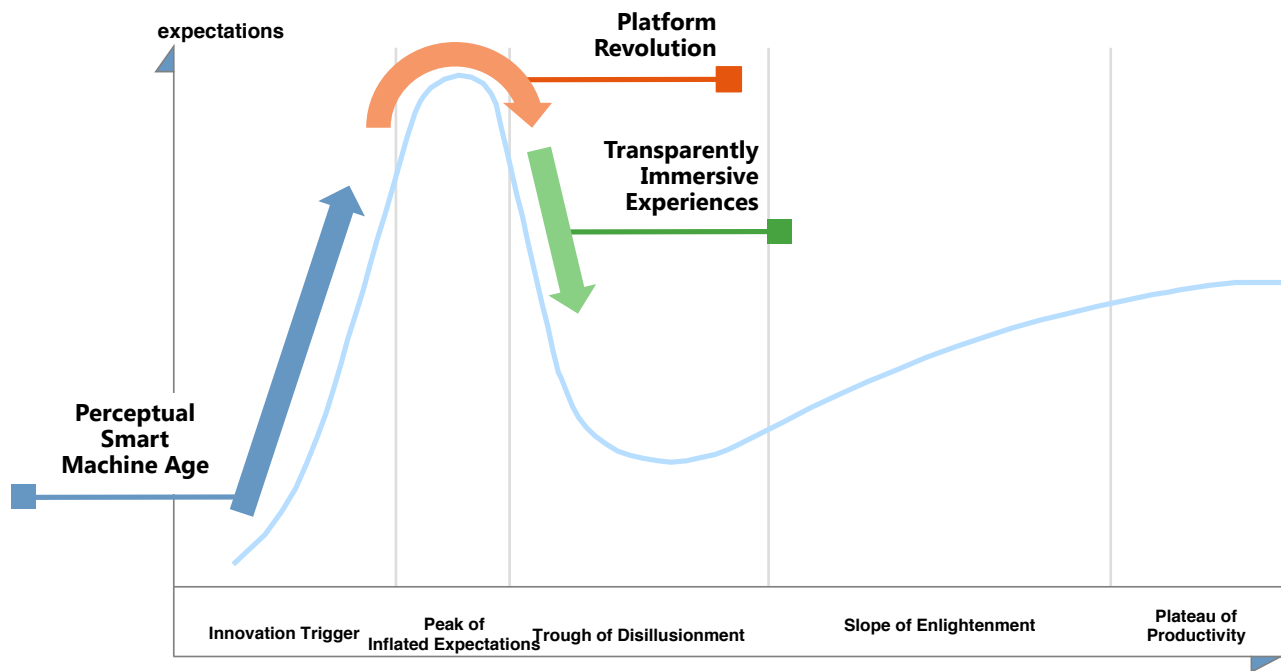 expectations
Platform
Revolution
Transparently
Immersive
Experiences
Perceptual
Smart
Machine Age
Innovation Trigger
Peak of
Inflated Expectations
Trough of Disillusionment
Slope of Enlightenment
Plateau of
Productivity